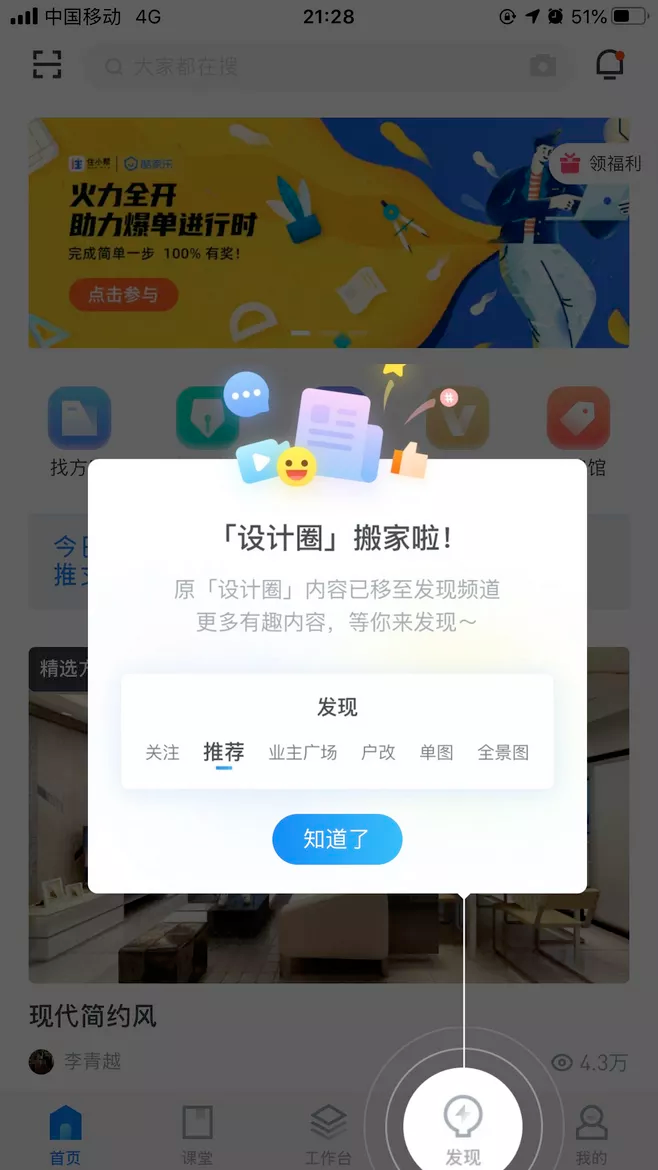 中国移动 4G
21:28
51%
大家都在搜
住小帮 | 酷家乐
领福利
火力全开
助力爆单进行时
完成简单一步 100% 有奖！
点击参与
找方
馆
今日
推文
「设计圈」搬家啦！
原「设计圈」内容已移至发现频道
更多有趣内容，等你来发现～
精选方
发现
关注 推荐 业主广场 户改 单图 全景图
知道了
现代简约风
李青越
4.3万
首页 课堂 工作台 发现 我的